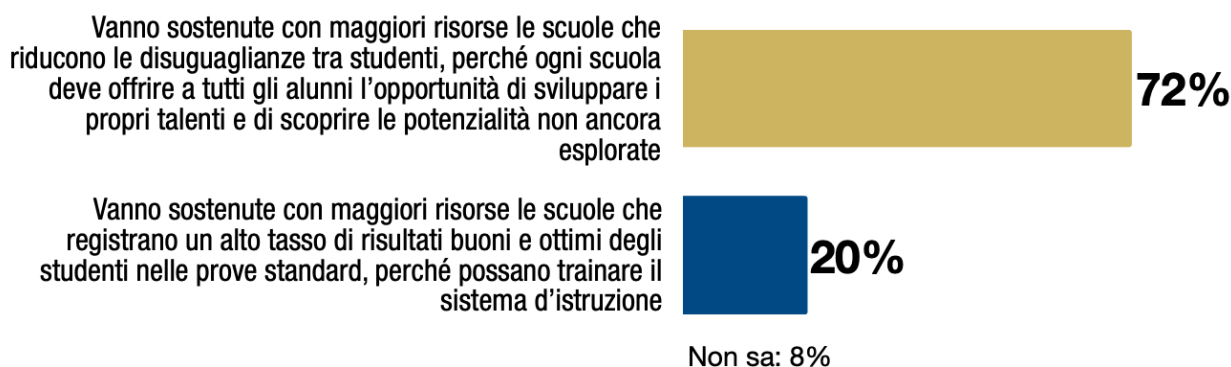 Vanno sostenute con maggiori risorse le scuole che
riducono le disuguaglianze tra studenti, perché ogni scuola
deve offrire a tutti gli alunni l’opportunità di sviluppare i
propri talenti e di scoprire le potenzialità non ancora
esplorate
72%
Vanno sostenute con maggiori risorse le scuole che
registrano un alto tasso di risultati buoni e ottimi degli
studenti nelle prove standard, perché possano trainare il
sistema d’istruzione
20%
Non sa: 8%